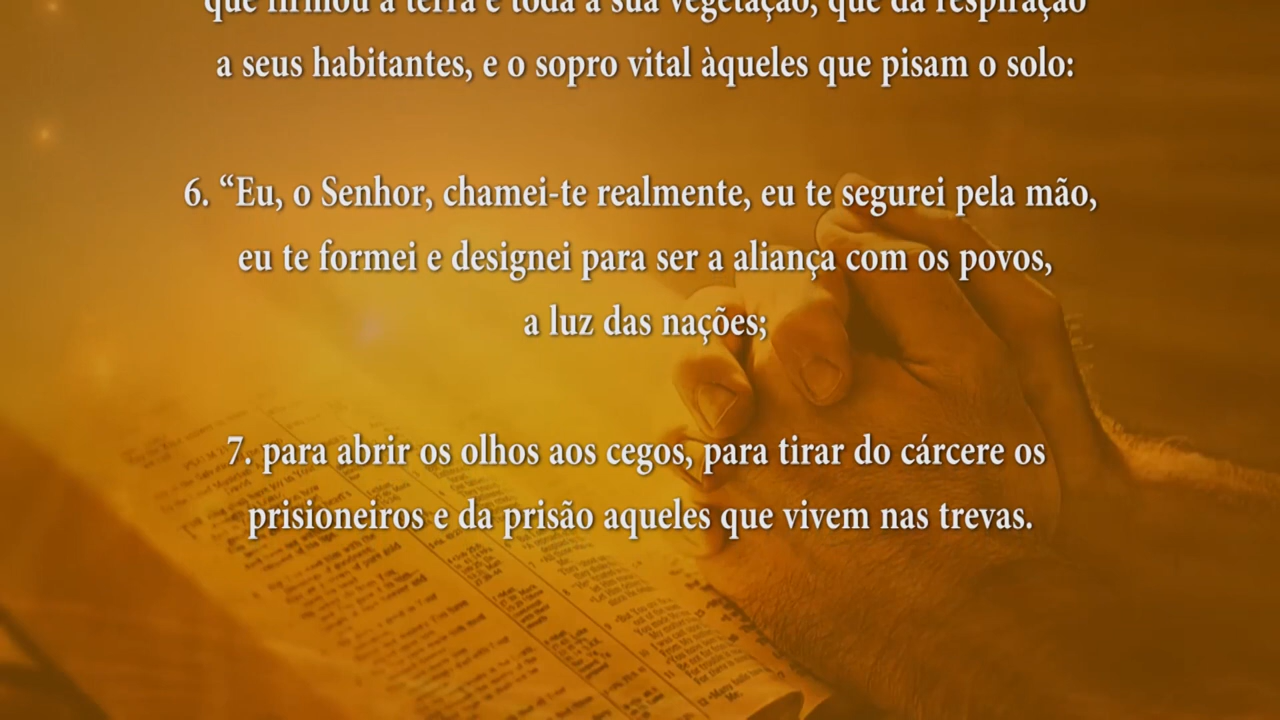 que firmou a terra e toda a sua vegetação, que dá respiração
a seus habitantes, e o sopro vital àqueles que pisam o solo:
6. “Eu, o Senhor, chamei-te realmente, eu te segurei pela mão,
eu te formei e designei para ser a aliança com os povos,
a luz das nações;
7. para abrir os olhos aos cegos, para tirar do cárcere os
prisioneiros e da prisão aqueles que vivem nas trevas.